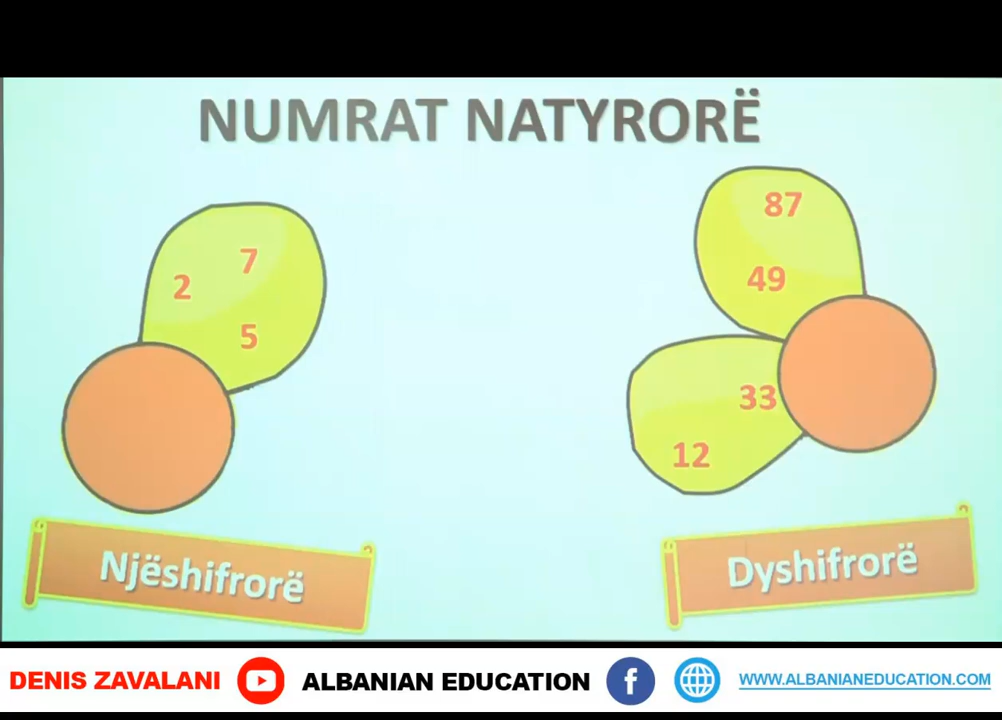 NUMRAT NATYRORË
7
2
5
87
49
33
12
Njëshifrorë
Dyshifrorë
DENIS ZAVALANI
ALBANIAN EDUCATION
f
WWW.ALBANIANEDUCATION.COM